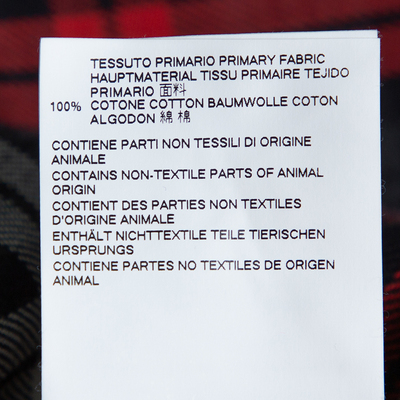 TESSUTO PRIMARIO PRIMARY FABRIC
HAUPTMATERIAL TISSU PRIMAIRE TEJIDO
PRIMARIO 面料
100% COTONE COTTON BAUMWOLLE COTON
ALGODON 綿 棉
CONTIENE PARTI NON TESSILI DI ORIGINE
ANIMALE
CONTAINS NON-TEXTILE PARTS OF ANIMAL
ORIGIN
CONTIENT DES PARTIES NON TEXTILES
D'ORIGINE ANIMALE
ENTHÄLT NICHTTEXTILE TEILE TIERISCHEN
URSPRUNGS
CONTIENE PARTES NO TEXTILES DE ORIGEN
ANIMAL